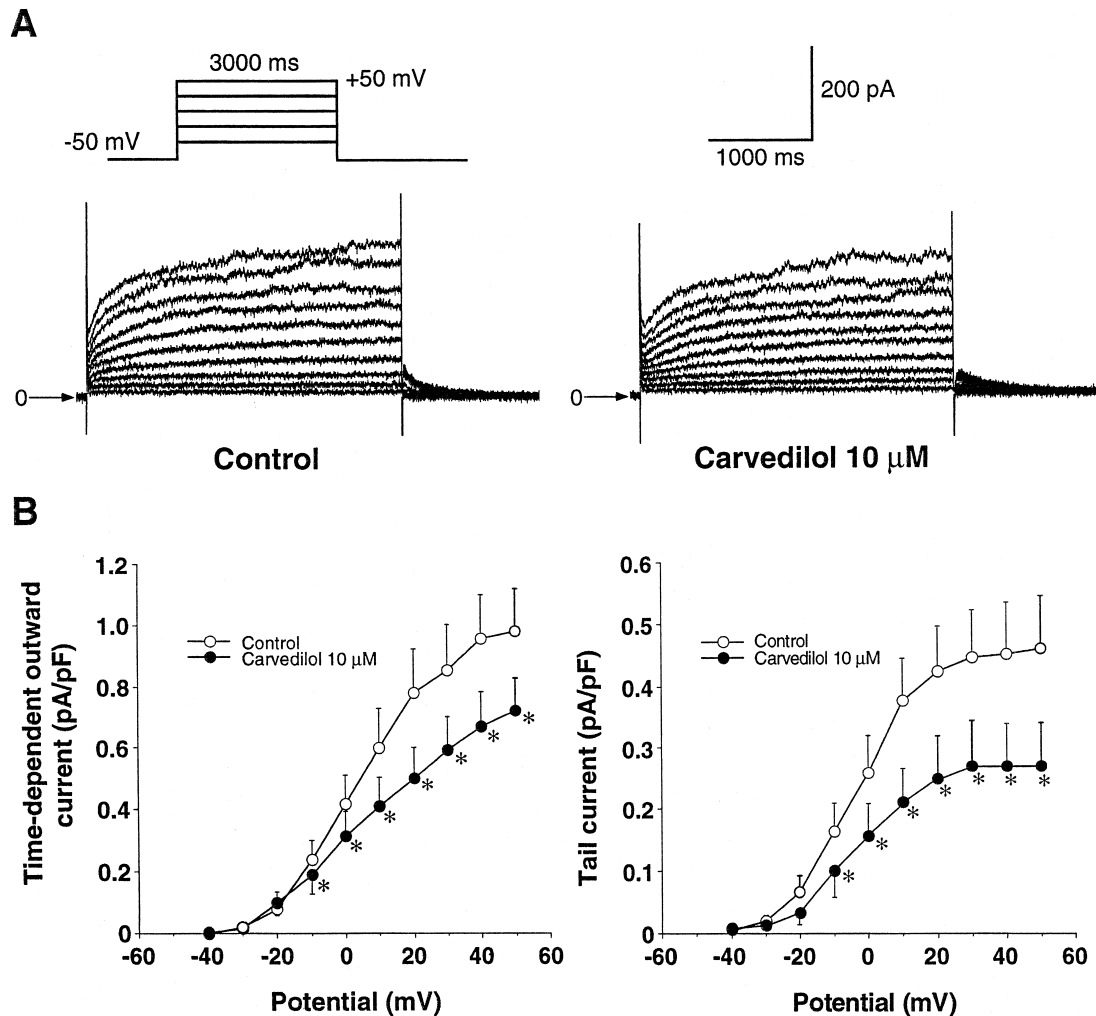 A
3000 ms
+50 mV
-50 mV
200 pA
1000 ms
0
0
Control
Carvedilol 10 μM
B
Time-dependent outward
current (pA/pF)
1.2
1.0
0.8
0.6
0.4
0.2
0
Control
Carvedilol 10 μM
*
*
*
*
*
*
*
-60
-40
-20
0
20
40
60
Potential (mV)
Tail current (pA/pF)
0.6
0.5
0.4
0.3
0.2
0.1
0
Control
Carvedilol 10 μM
*
*
*
*
*
*
*
-60
-40
-20
0
20
40
60
Potential (mV)